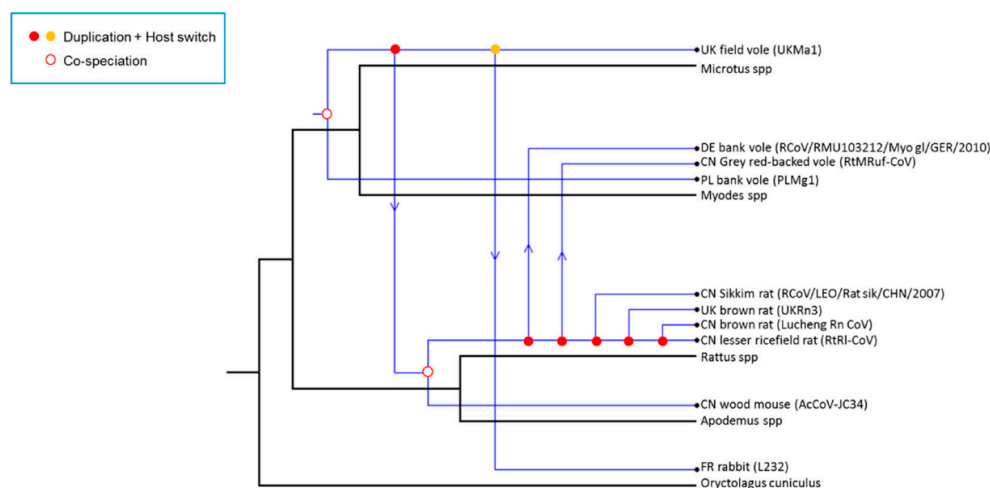 Duplication + Host switch
Co-speciation
UK field vole (UKMa1)
Microtus spp
DE bank vole (RCoV/RMU103212/Myo gl/GER/2010)
CN Grey red-backed vole (RtMRuf-CoV)
PL bank vole (PLMg1)
Myodes spp
CN Sikkim rat (RCoV/LEO/Rat sik/CHN/2007)
UK brown rat (UKRn3)
CN brown rat (Lucheng Rn CoV)
CN lesser ricefield rat (RtRl-CoV)
Rattus spp
CN wood mouse (AcCoV-JC34)
Apodemus spp
FR rabbit (L232)
Oryctolagus cuniculus